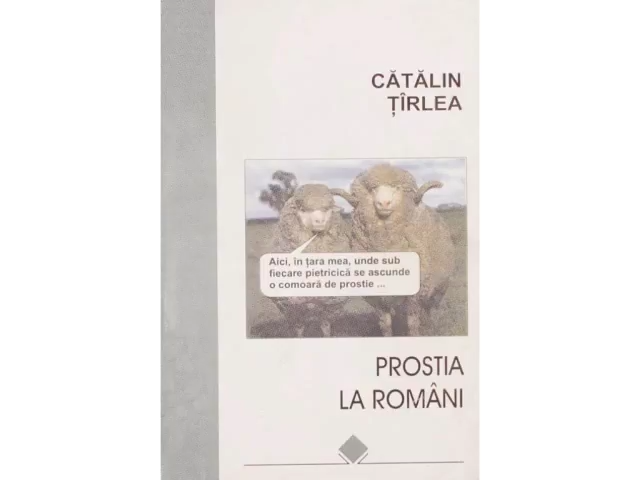 CĂTĂLIN
ȚÎRLEA
Aici, în țara mea, unde sub
fiecare pietricică se ascunde
o comoară de prostie ...
PROSTIA
LA ROMÂNI